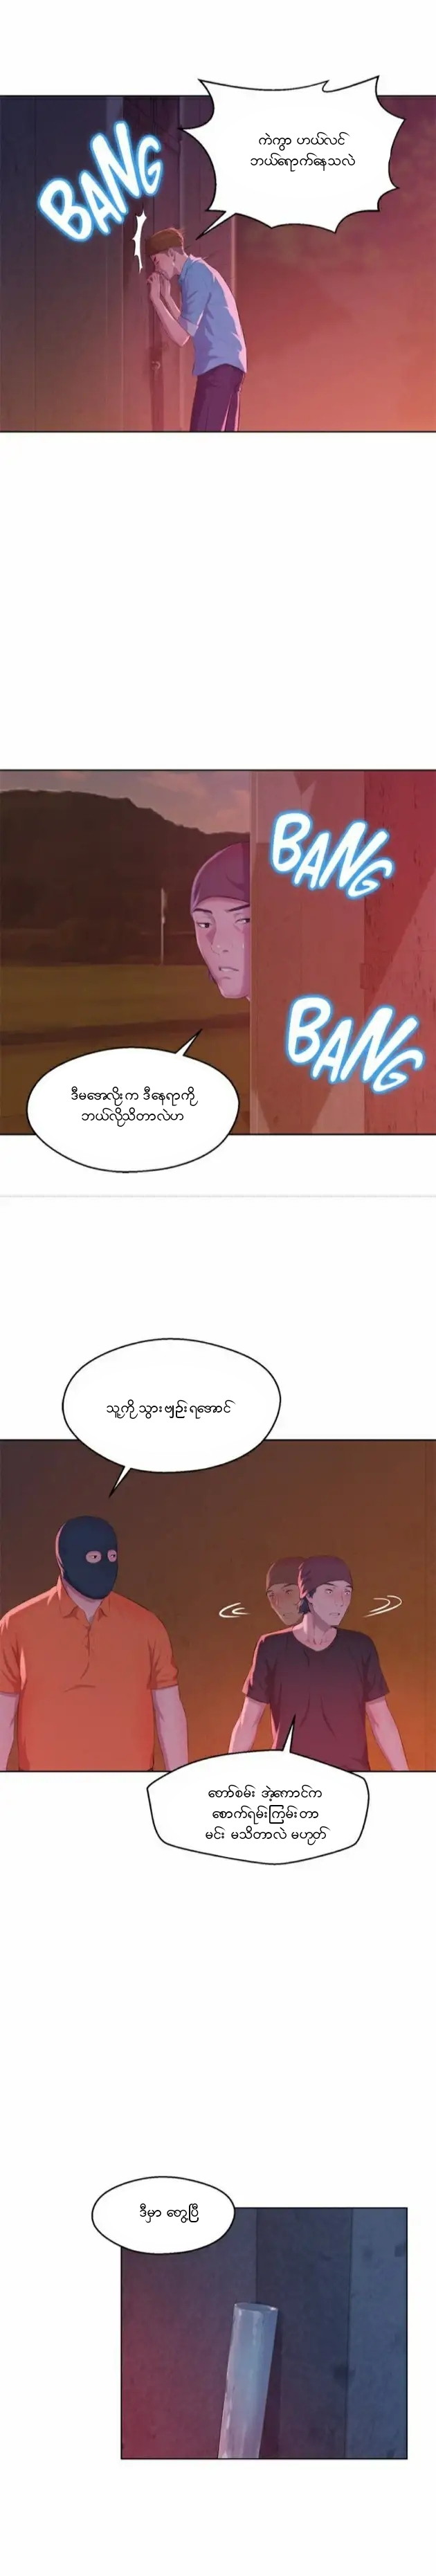 BANG
ကဲကွာ ဟယ်လင်
ဘယ်ရောက်နေသလဲ
BANG
BANG
ဒီမအေလိုးက ဒီနေရာကို
ဘယ်လိုသိတာလဲဟ
သူ့ကို သွားဗျဉ်းရအောင်
တော်စမ်း အဲ့ကောင်က
စောက်ရမ်းကြမ်းတာ
မင်း မသိတာလဲ မဟုတ်
ဒီမှာ တွေ့ပြီ